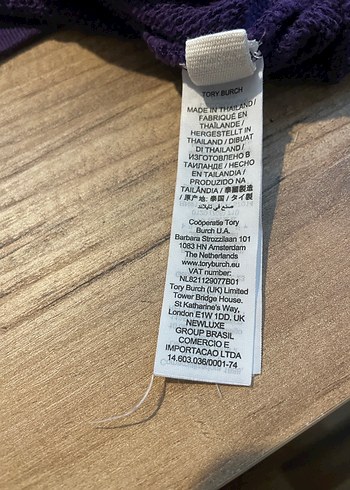 TORY BURCH
MADE IN THAILAND /
FABRIQUÉ EN
THAÏLANDE /
HERGESTELLT IN
THAILAND / DIBUAT
DI THAILAND /
ИЗГОТОВЛЕНО В
ТАИЛАНДЕ / HECHO
EN TAILANDIA /
PRODUZIDO NA
TAILÂNDIA / 泰國製造
/ 原产地: 泰国 / タイ製
صنع في تايلاند
Coöperatie Tory
Burch U.A.
Barbara Strozzilaan 101
1083 HN Amsterdam
The Netherlands
www.toryburch.eu
VAT number:
NL821129077B01
Tory Burch (UK) Limited
Tower Bridge House.
St Katharine's Way,
London E1W 1DD. UK
NEWLUXE
GROUP BRASIL
COMERCIO E
IMPORTACAO LTDA
14.603.036/0001-74